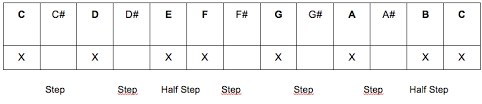 C C# D D# E F F# G G# A A# B C
X X X X X X X X
Step Step Half Step Step Step Step Half Step